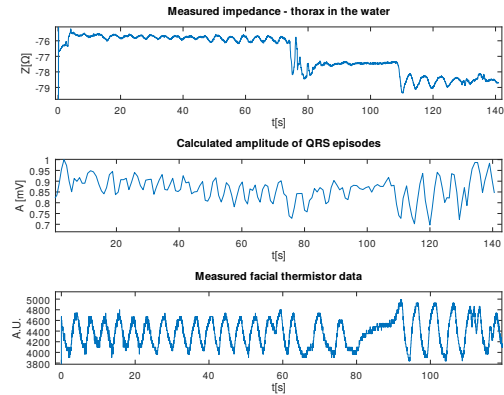 Measured impedance - thorax in the water
Z[Ω]
-76
-77
-78
-79
0 20 40 60 80 100 120 140
t[s]
Calculated amplitude of QRS episodes
A [mV]
1
0.95
0.90
0.85
0.80
0.75
0.7
20 40 60 80 100 120 140
t[s]
Measured facial thermistor data
A.U.
5000
4800
4600
4400
4200
4000
3800
0 20 40 60 80 100
t[s]